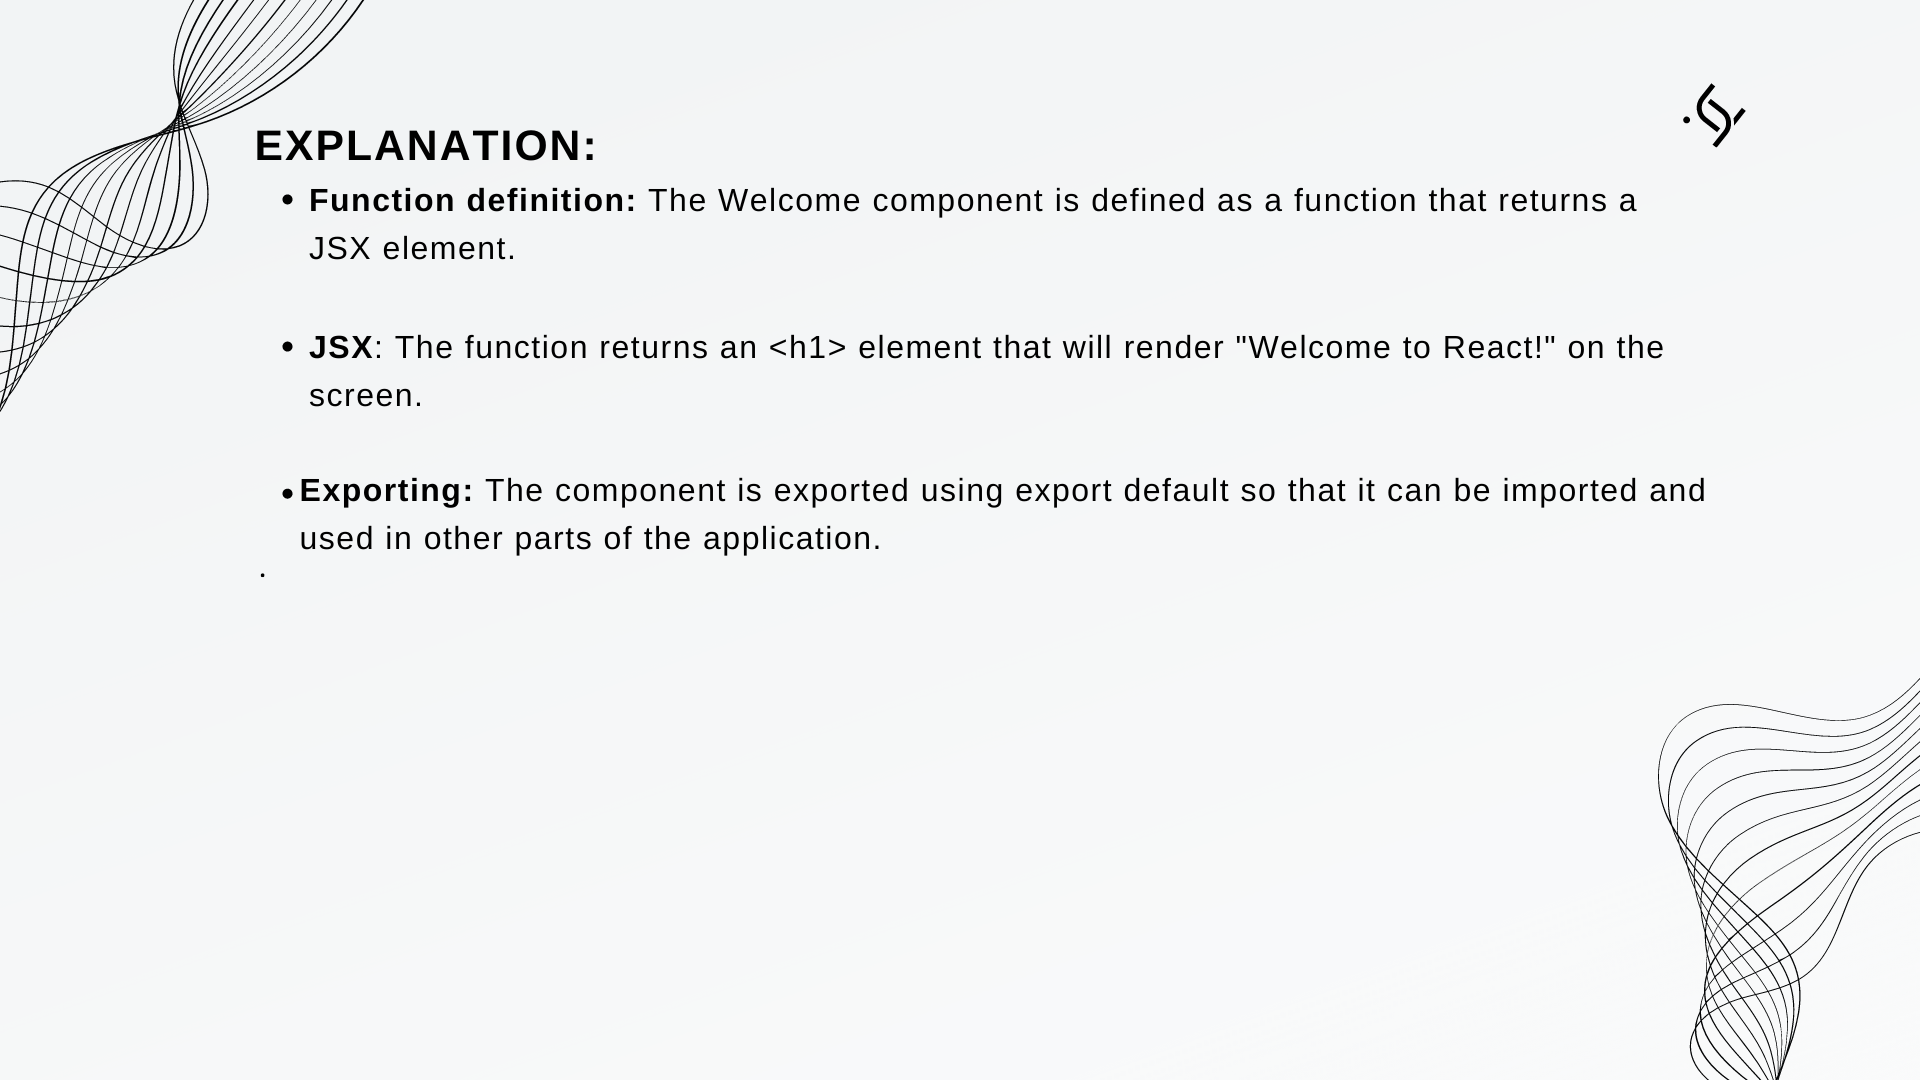 EXPLANATION:
• Function definition: The Welcome component is defined as a function that returns a
JSX element.
• JSX: The function returns an <h1> element that will render "Welcome to React!" on the
screen.
• Exporting: The component is exported using export default so that it can be imported and
used in other parts of the application.
.